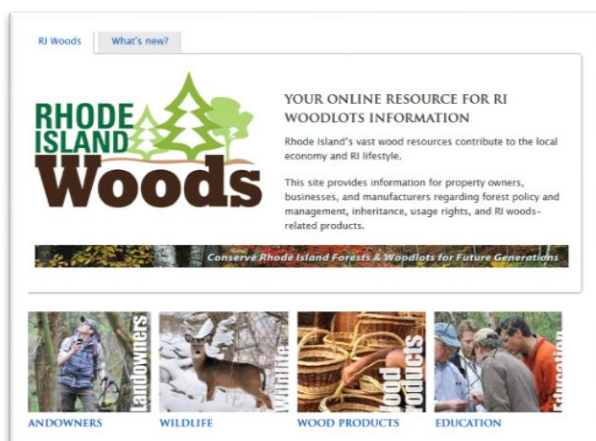 RI Woods What's new?
RHODE
ISLAND
Woods
YOUR ONLINE RESOURCE FOR RI
WOODLOTS INFORMATION
Rhode Island's vast wood resources contribute to the local
economy and RI lifestyle.
This site provides information for property owners,
businesses, and manufacturers regarding forest policy and
management, inheritance, usage rights, and RI woods-
related products.
Conserve Rhode Island Forests & Woodlots for Future Generations
Landowners
Wildlife
Wood
Products
Education
ANDOWNERS
WILDLIFE
WOOD PRODUCTS
EDUCATION